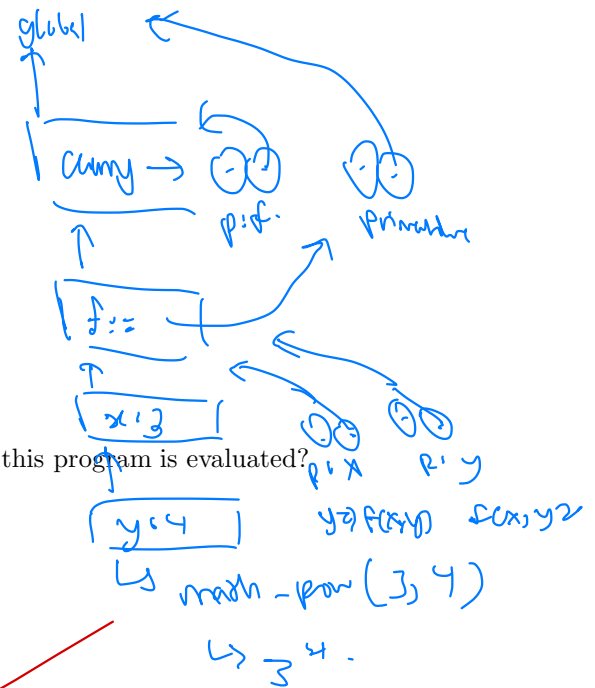 global
curry →
p: f.
primitive
f :=
x : 3
this program is evaluated?
p: x
P: y
y => f(x, y)
f(x, y)
y : 4
math_pow (3, 4)
↳ 3^4.